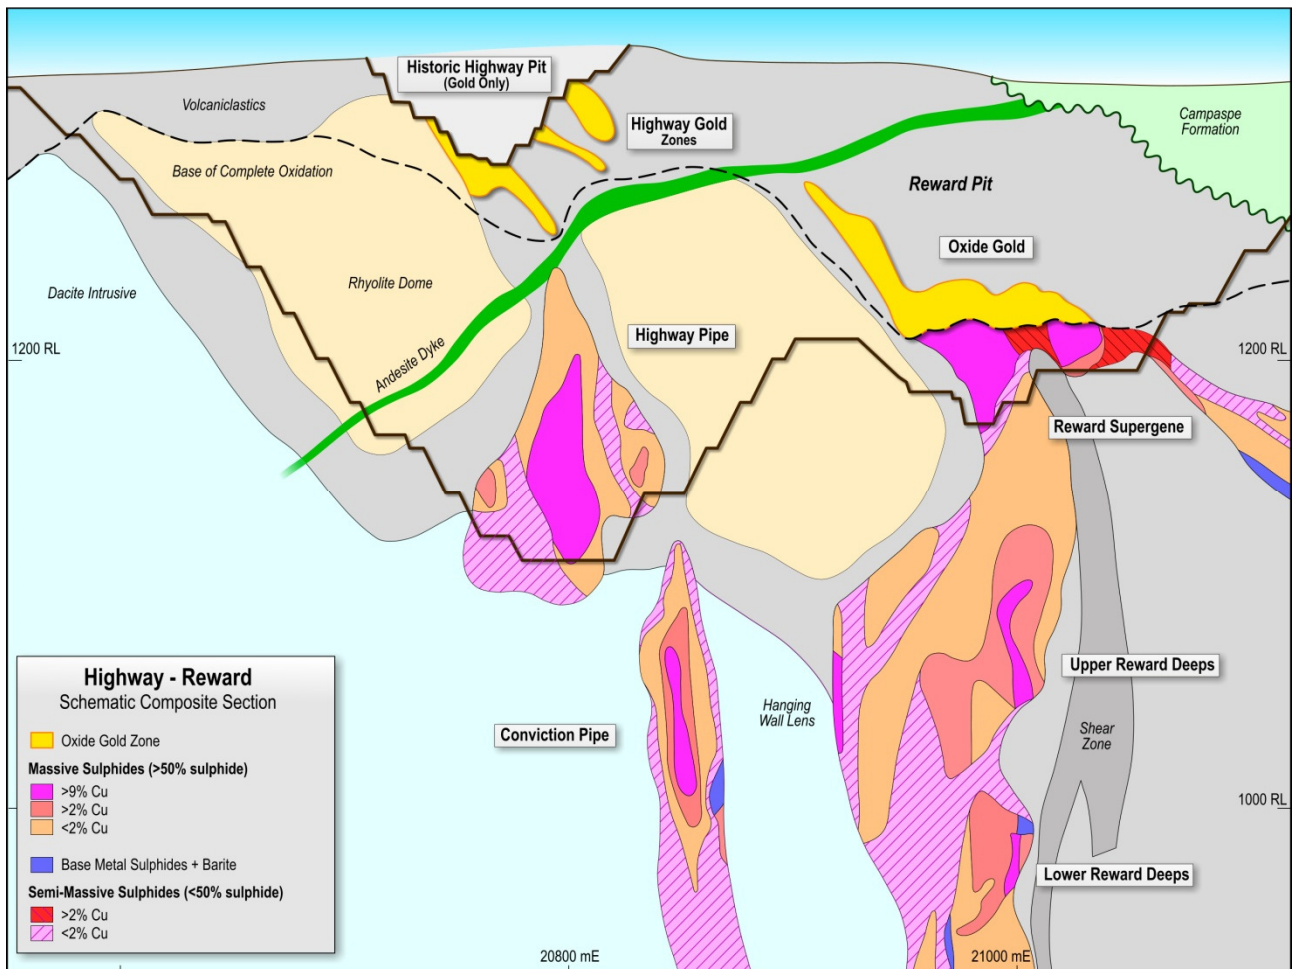 Historic Highway Pit
(Gold Only)
Volcaniclastics
Highway Gold
Zones
Campaspe
Formation
Base of Complete Oxidation
Reward Pit
Oxide Gold
Dacite Intrusive
Rhyolite Dome
Highway Pipe
1200 RL
1200 RL
Andesite Dyke
Reward Supergene
Upper Reward Deeps
Hanging
Wall Lens
Conviction Pipe
Shear
Zone
1000 RL
Lower Reward Deeps
20800 mE
21000 mE
Highway - Reward
Schematic Composite Section
Oxide Gold Zone
Massive Sulphides (>50% sulphide)
>9% Cu
>2% Cu
<2% Cu
Base Metal Sulphides + Barite
Semi-Massive Sulphides (<50% sulphide)
>2% Cu
<2% Cu